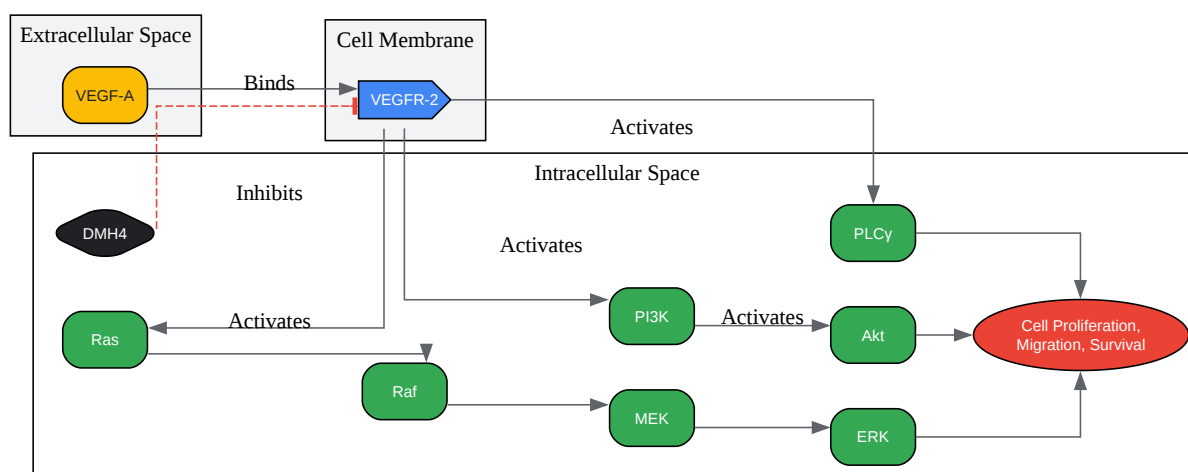 Extracellular Space
Cell Membrane
VEGF-A
Binds
VEGFR-2
Activates
Intracellular Space
Inhibits
DMH4
Activates
PLCγ
Ras
Activates
PI3K
Activates
Akt
Cell Proliferation,
Migration, Survival
Raf
MEK
ERK